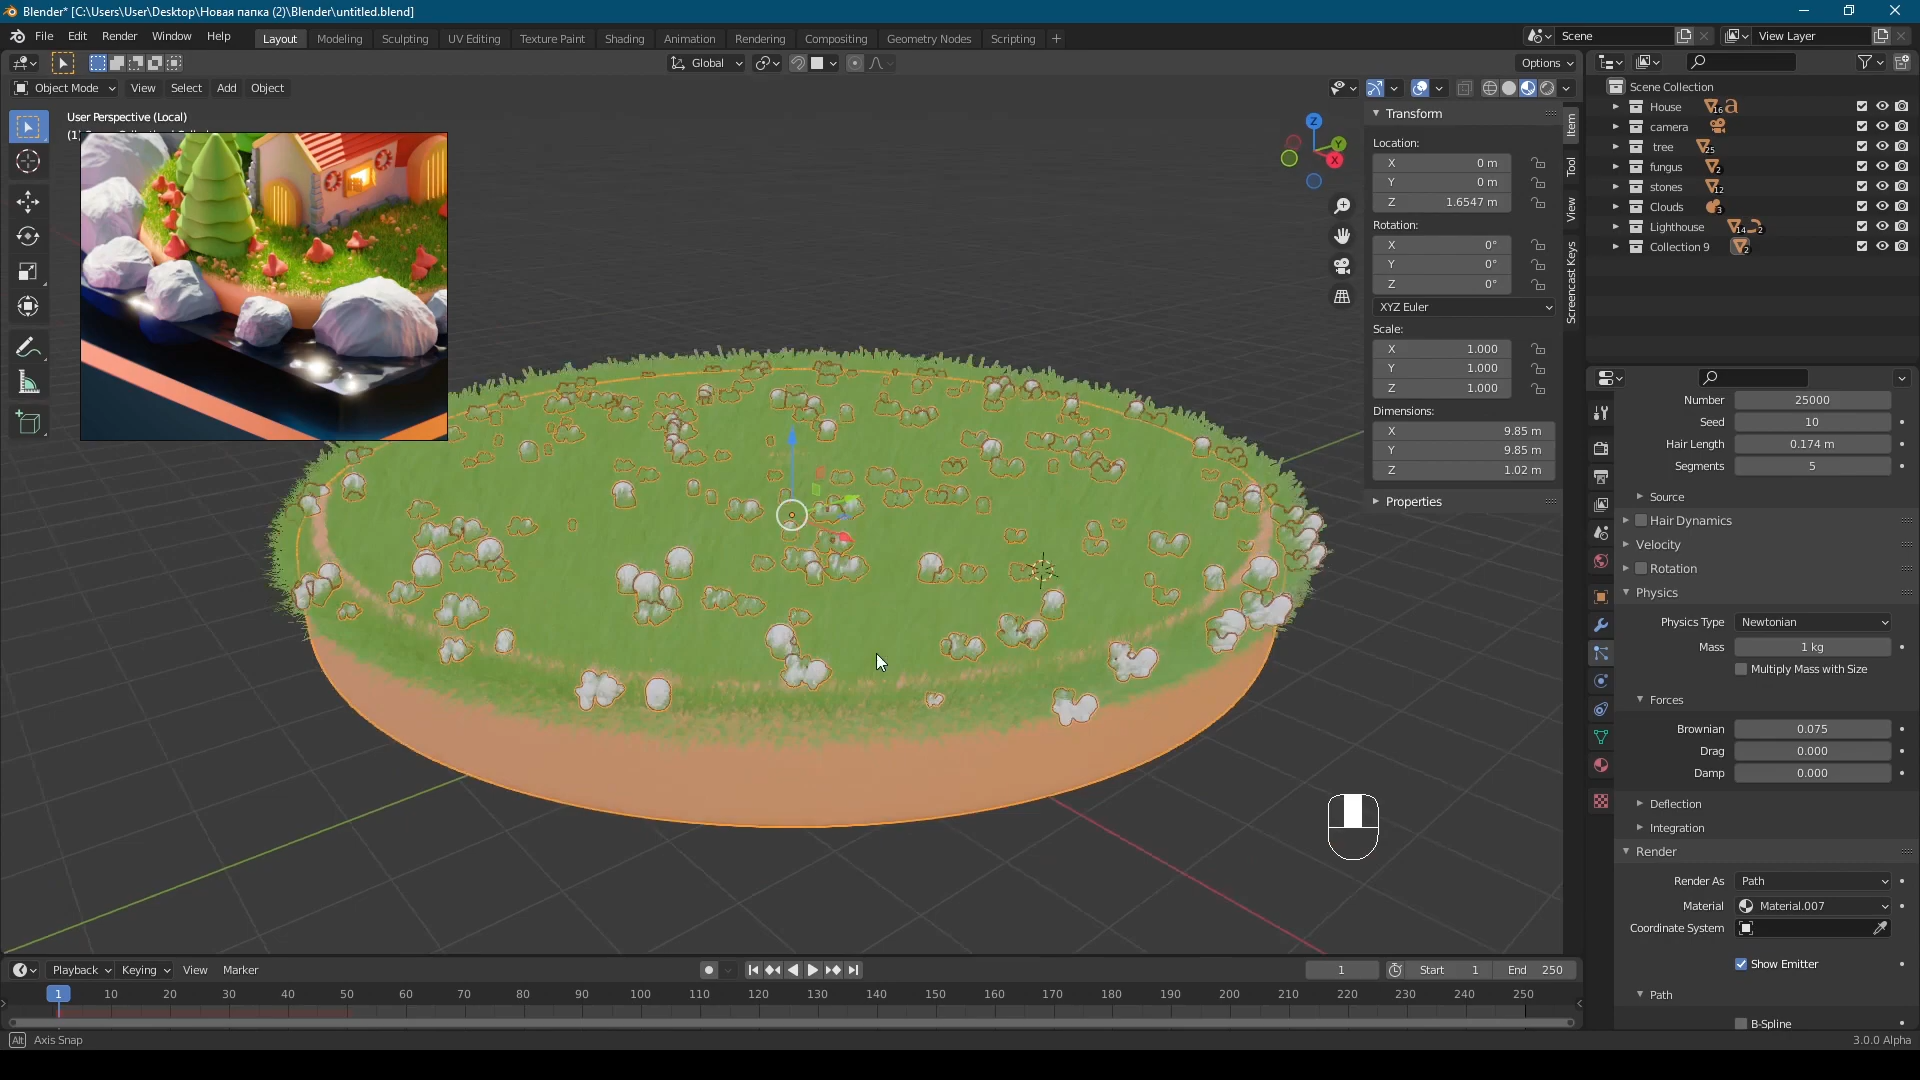 Blender* [C:\Users\User\Desktop\Новая папка (2)\Blender\untitled.blend]
File Edit Render Window Help
Layout Modeling Sculpting UV Editing Texture Paint Shading Animation Rendering Compositing Geometry Nodes Scripting
Scene
View Layer
Global
Options
Object Mode View Select Add Object
User Perspective (Local)
Z
Y
X
Item
Tool
View
Screencast Keys
Transform
Location:
X 0 m
Y 0 m
Z 1.6547 m
Rotation:
X 0°
Y 0°
Z 0°
XYZ Euler
Scale:
X 1.000
Y 1.000
Z 1.000
Dimensions:
X 9.85 m
Y 9.85 m
Z 1.02 m
Properties
Scene Collection
House 16
camera
tree 25
fungus 2
stones 12
Clouds 3
Lighthouse 14 2
Collection 9 2
Number 25000
Seed 10
Hair Length 0.174 m
Segments 5
Source
Hair Dynamics
Velocity
Rotation
Physics
Physics Type Newtonian
Mass 1 kg
Multiply Mass with Size
Forces
Brownian 0.075
Drag 0.000
Damp 0.000
Deflection
Integration
Render
Render As Path
Material Material.007
Coordinate System
Show Emitter
Path
B-Spline
Playback Keying View Marker
1 Start 1 End 250
1 10 20 30 40 50 60 70 80 90 100 110 120 130 140 150 160 170 180 190 200 210 220 230 240 250
Alt Axis Snap
3.0.0 Alpha